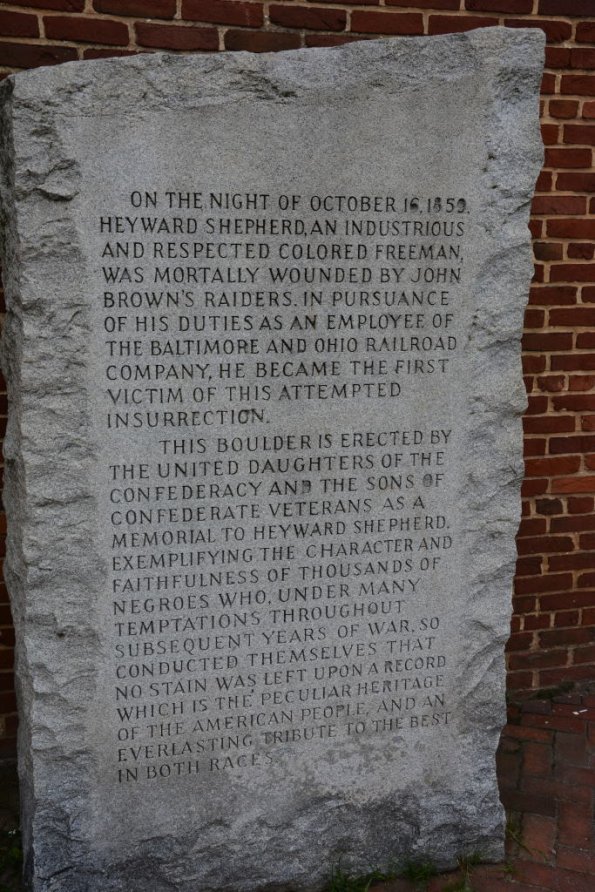 ON THE NIGHT OF OCTOBER 16, 1859,
HEYWARD SHEPHERD, AN INDUSTRIOUS
AND RESPECTED COLORED FREEMAN,
WAS MORTALLY WOUNDED BY JOHN
BROWN'S RAIDERS. IN PURSUANCE
OF HIS DUTIES AS AN EMPLOYEE OF
THE BALTIMORE AND OHIO RAILROAD
COMPANY, HE BECAME THE FIRST
VICTIM OF THIS ATTEMPTED
INSURRECTION.
THIS BOULDER IS ERECTED BY
THE UNITED DAUGHTERS OF THE
CONFEDERACY AND THE SONS OF
CONFEDERATE VETERANS AS A
MEMORIAL TO HEYWARD SHEPHERD,
EXEMPLIFYING THE CHARACTER AND
FAITHFULNESS OF THOUSANDS OF
NEGROES WHO, UNDER MANY
TEMPTATIONS THROUGHOUT
SUBSEQUENT YEARS OF WAR, SO
CONDUCTED THEMSELVES THAT
NO STAIN WAS LEFT UPON A RECORD
WHICH IS THE PECULIAR HERITAGE
OF THE AMERICAN PEOPLE, AND AN
EVERLASTING TRIBUTE TO THE BEST
IN BOTH RACES